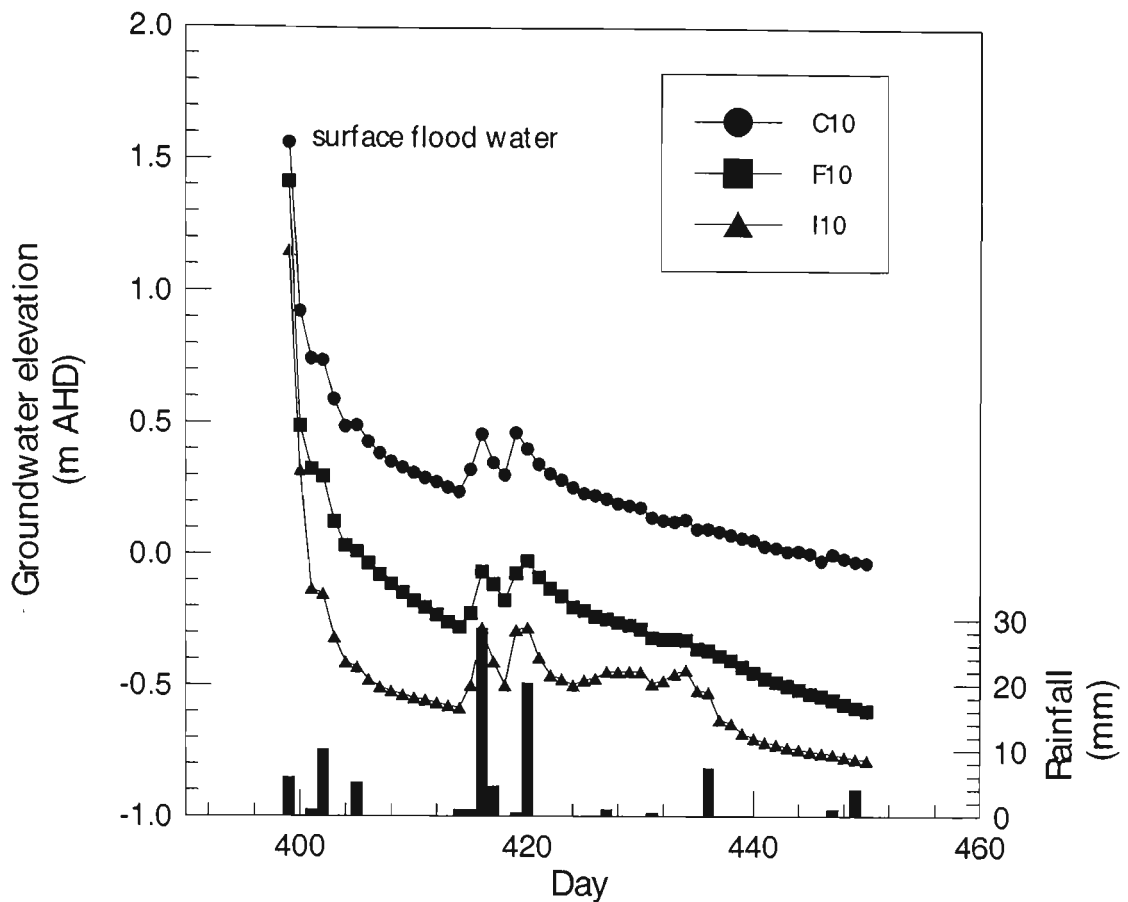 2.0
1.5
1.0
0.5
0.0
-0.5
-1.0
Groundwater elevation
(m AHD)
surface flood water
C10
F10
I10
30
20
10
0
Rainfall
(mm)
400
420
440
460
Day